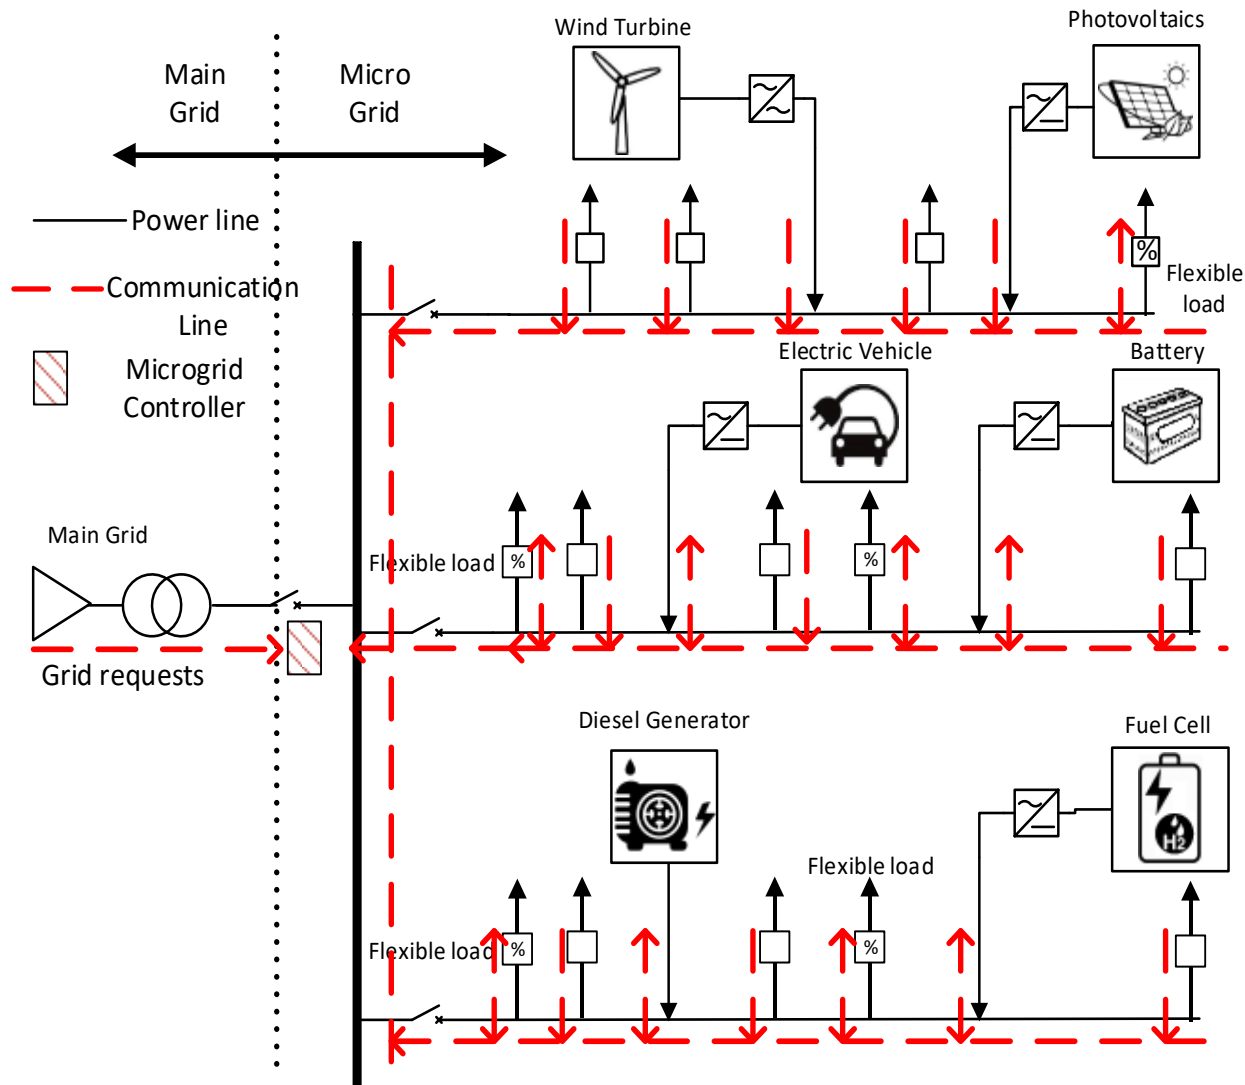 Wind Turbine
Photovoltaics
Main
Grid
Micro
Grid
Power line
Communication
Line
Microgrid
Controller
%
Flexible
load
Electric Vehicle
Battery
Main Grid
Flexible load
%
%
Grid requests
Diesel Generator
Fuel Cell
H2
Flexible load
Flexible load
%
%